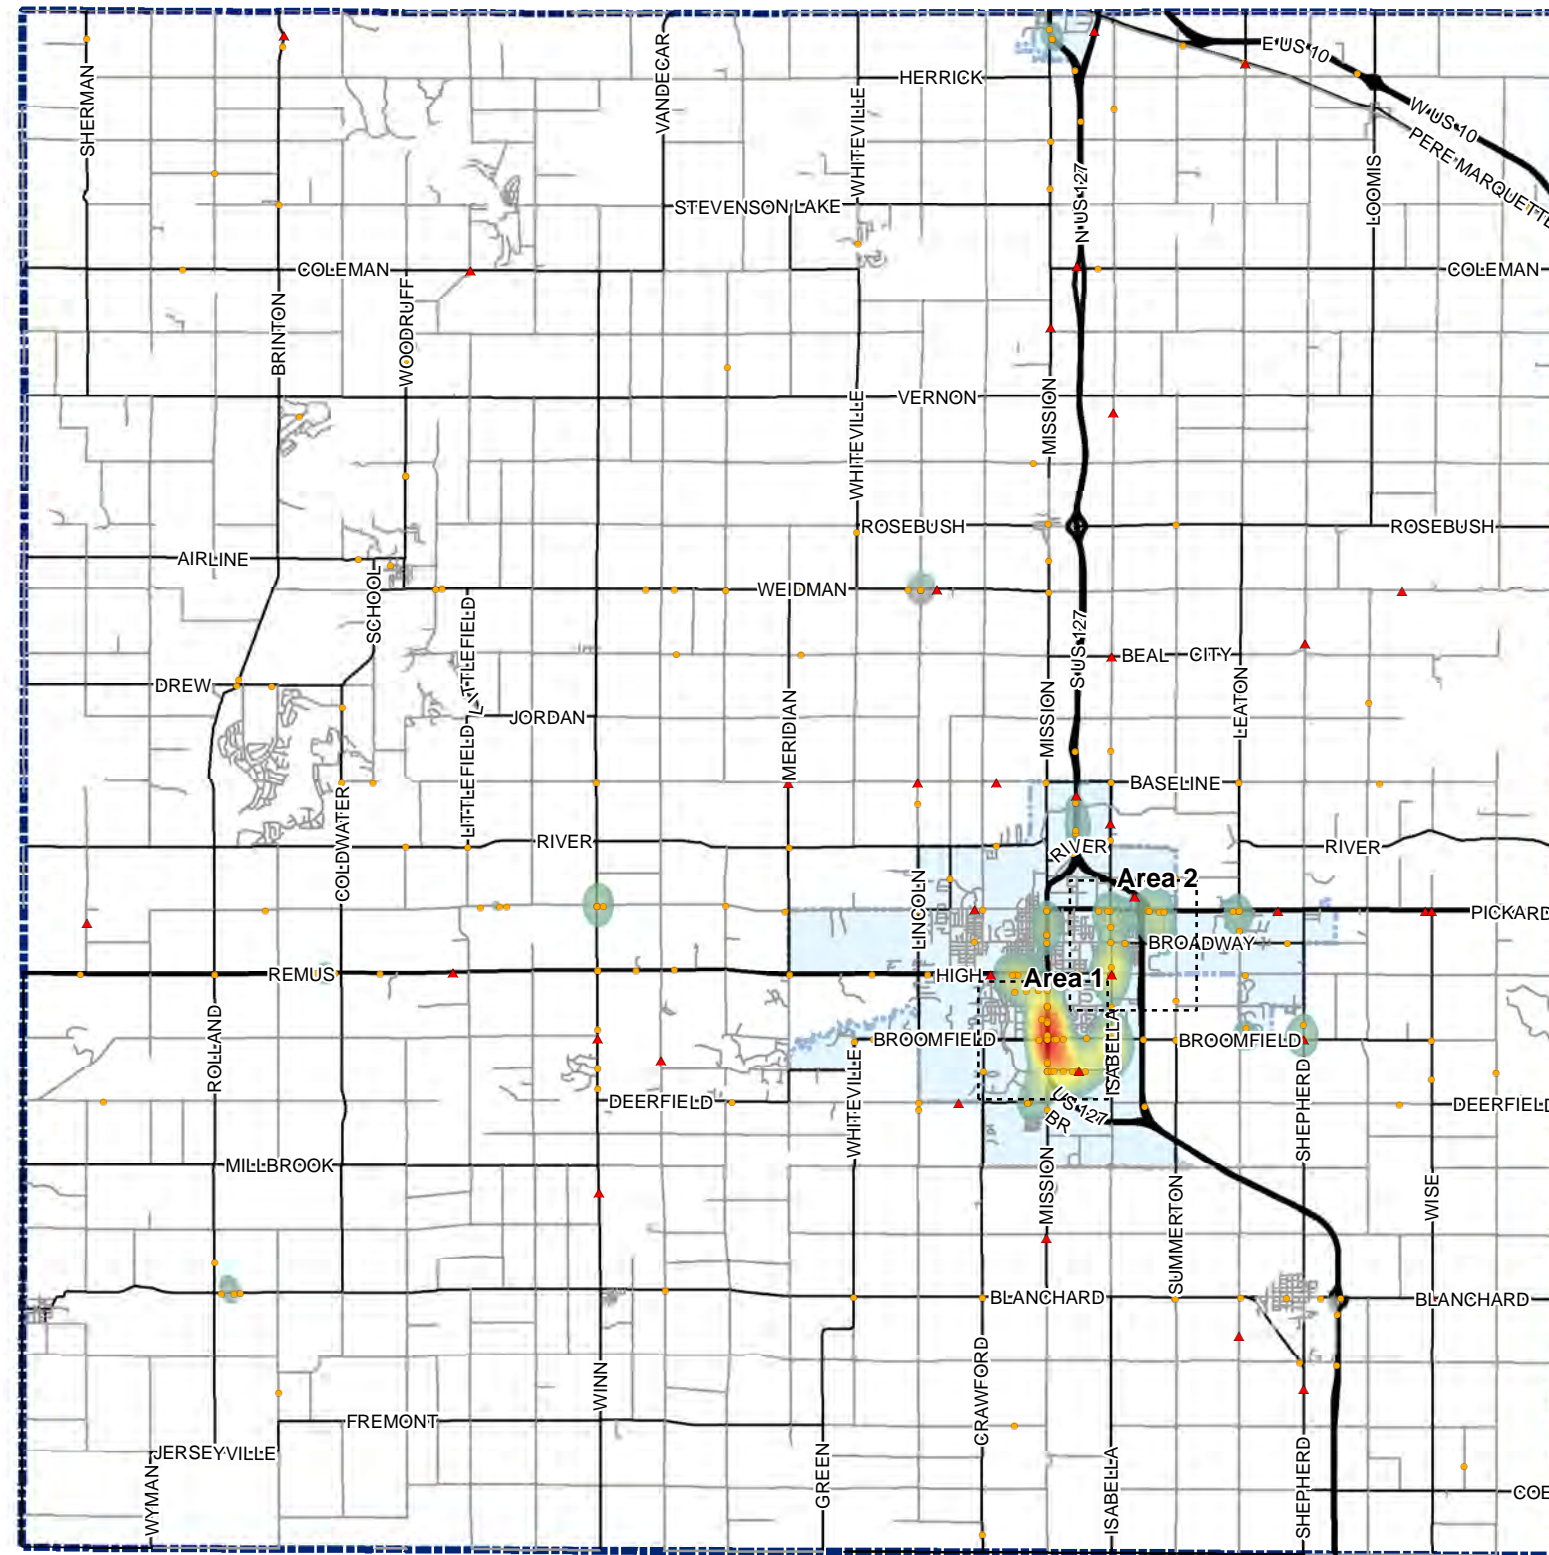 E US 10
HERRICK
W US 10
PERE MARQUETTE
SHERMAN
VANDECAR
WHITEVILLE
LOOMIS
N US 127
STEVENSON LAKE
COLEMAN
COLEMAN
BRINTON
WOODRUFF
VERNON
MISSION
WHITEVILLE
ROSEBUSH
ROSEBUSH
AIRLINE
SCHOOL
WEIDMAN
LITTLEFIELD
LITTLEFIELD
LITTLEFIELD
S US 127
BEAL CITY
DREW
JORDAN
MERIDIAN
MISSION
LEATON
BASELINE
COLDWATER
RIVER
RIVER
RIVER
Area 2
LINCOLN
PICKARD
BROADWAY
REMUS
HIGH
Area 1
ROLLAND
BROOMFIELD
BROOMFIELD
ISABELLA
WHITEVILLE
DEERFIELD
US 127
BR
SHEPHERD
DEERFIELD
MILLBROOK
MISSION
SUMMERTON
WISE
BLANCHARD
BLANCHARD
WINN
CRAWFORD
FREMONT
JERSEYVILLE
WYMAN
GREEN
ISABELLA
SHEPHERD
COE